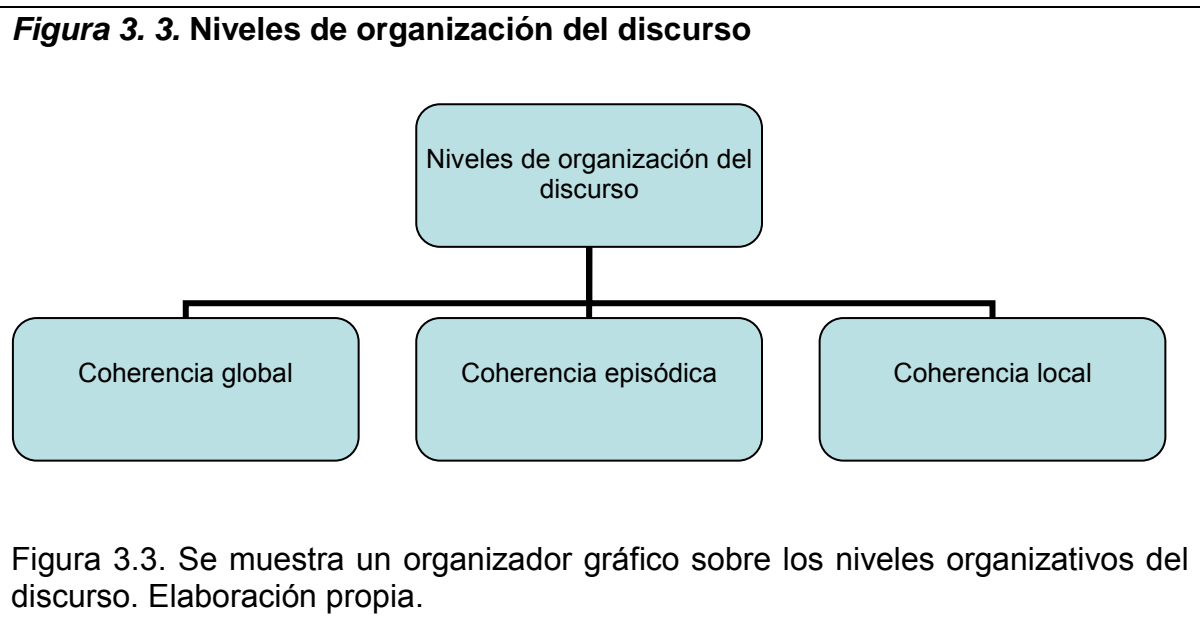 Figura 3. 3. Niveles de organización del discurso
Niveles de organización del
discurso
Coherencia global
Coherencia episódica
Coherencia local
Figura 3.3. Se muestra un organizador gráfico sobre los niveles organizativos del
discurso. Elaboración propia.